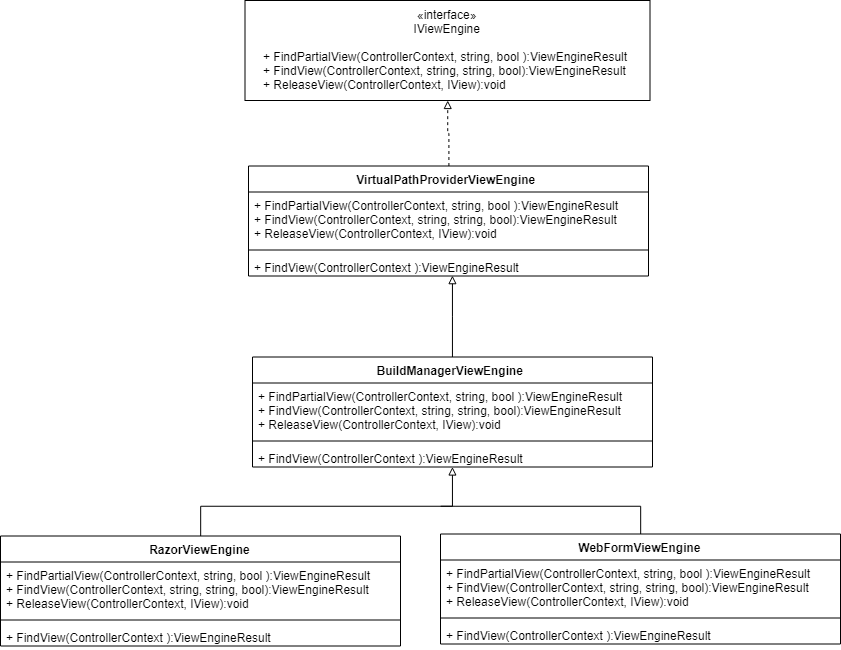 «interface»
IViewEngine
+ FindPartialView(ControllerContext, string, bool ):ViewEngineResult
+ FindView(ControllerContext, string, string, bool):ViewEngineResult
+ ReleaseView(ControllerContext, IView):void
VirtualPathProviderViewEngine
+ FindPartialView(ControllerContext, string, bool ):ViewEngineResult
+ FindView(ControllerContext, string, string, bool):ViewEngineResult
+ ReleaseView(ControllerContext, IView):void
+ FindView(ControllerContext ):ViewEngineResult
BuildManagerViewEngine
+ FindPartialView(ControllerContext, string, bool ):ViewEngineResult
+ FindView(ControllerContext, string, string, bool):ViewEngineResult
+ ReleaseView(ControllerContext, IView):void
+ FindView(ControllerContext ):ViewEngineResult
RazorViewEngine
+ FindPartialView(ControllerContext, string, bool ):ViewEngineResult
+ FindView(ControllerContext, string, string, bool):ViewEngineResult
+ ReleaseView(ControllerContext, IView):void
+ FindView(ControllerContext ):ViewEngineResult
WebFormViewEngine
+ FindPartialView(ControllerContext, string, bool ):ViewEngineResult
+ FindView(ControllerContext, string, string, bool):ViewEngineResult
+ ReleaseView(ControllerContext, IView):void
+ FindView(ControllerContext ):ViewEngineResult